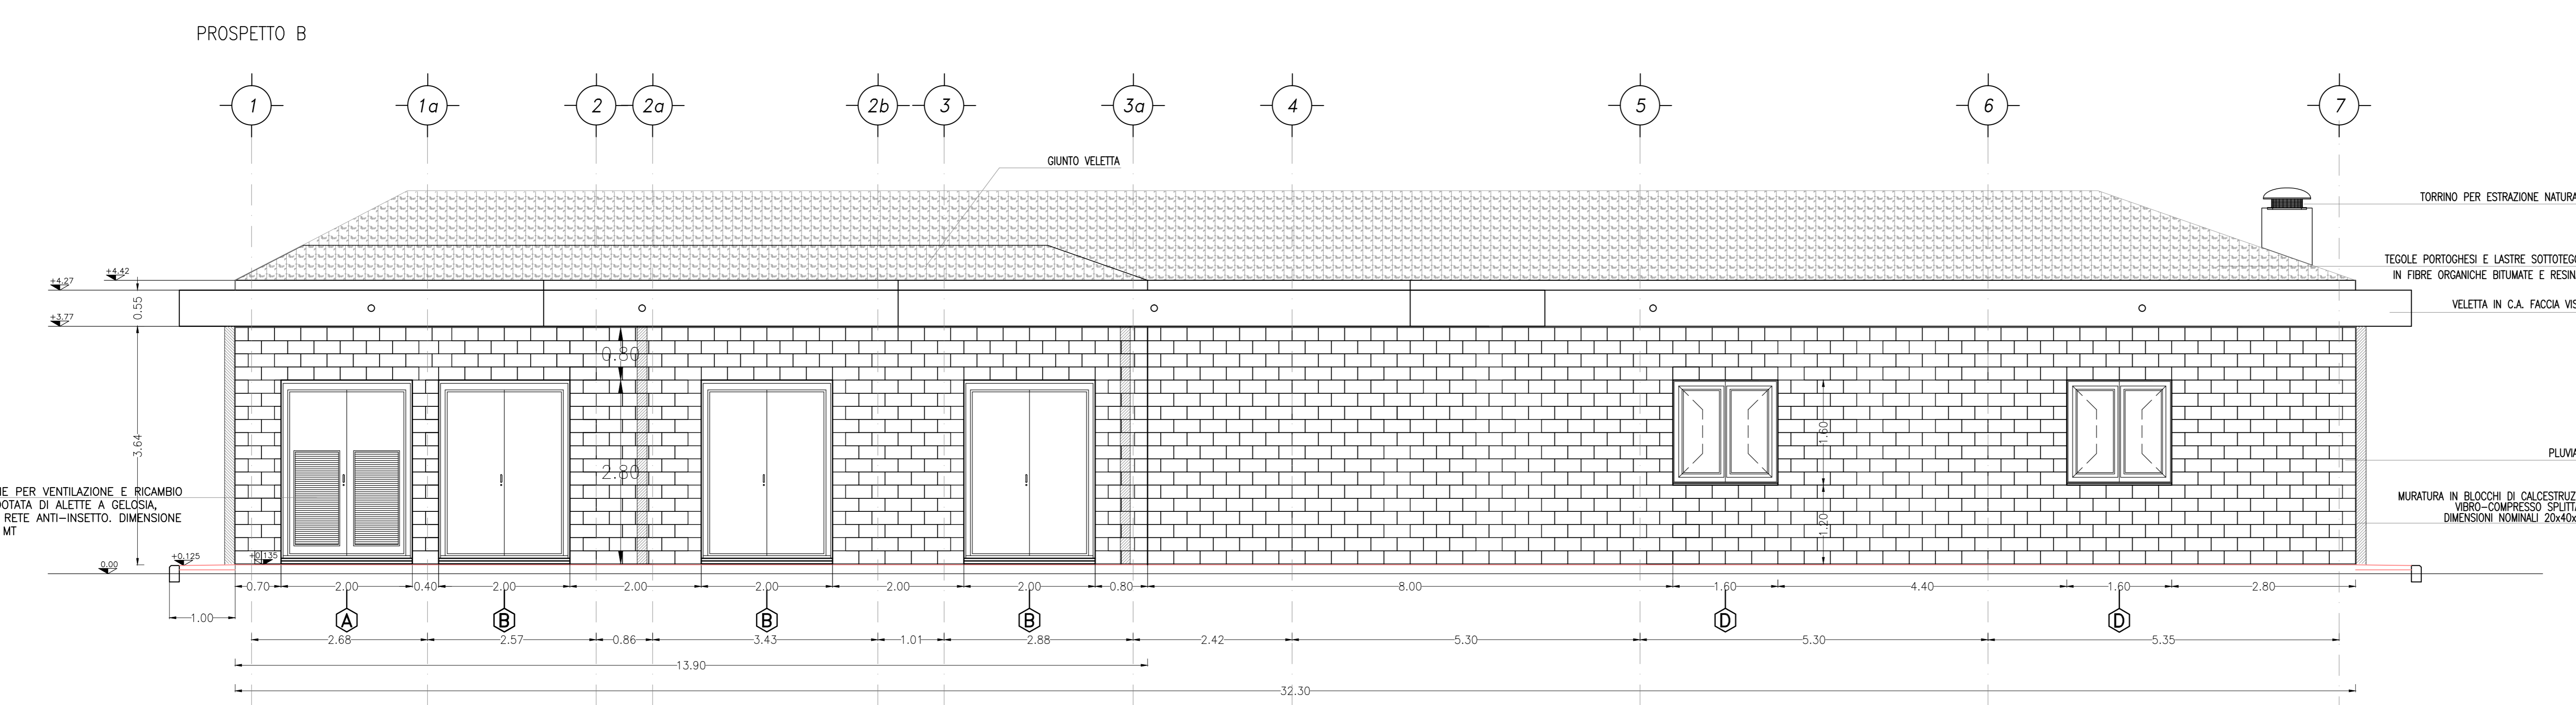 PROSPETTO B
1 1a 2 2a 2b 3 3a 4 5 6 7
GIUNTO VELETTA
TORRINO PER ESTRAZIONE NATURA
TEGOLE PORTOGHESI E LASTRE SOTTOTEG
IN FIBRE ORGANICHE BITUMATE E RESIN
VELETTA IN C.A. FACCIA VIS
+4.42
+4.27
0.55
+3.77
0.80
3.64
2.80
1.60
1.20
PLUVIA
E PER VENTILAZIONE E RICAMBIO
OTATA DI ALETTE A GELOSIA,
RETE ANTI-INSETTO. DIMENSIONE
MT
MURATURA IN BLOCCHI DI CALCESTRUZ
VIBRO-COMPRESSO SPLITT
DIMENSIONI NOMINALI 20x40x
0.00
+0.125
+0.135
0.70 2.00 0.40 2.00 2.00 2.00 2.00 2.00 0.80 8.00 1.60 4.40 1.60 2.80
1.00
A B B B D D
2.68 2.57 0.86 3.43 1.01 2.88 2.42 5.30 5.30 5.35
13.90
32.30